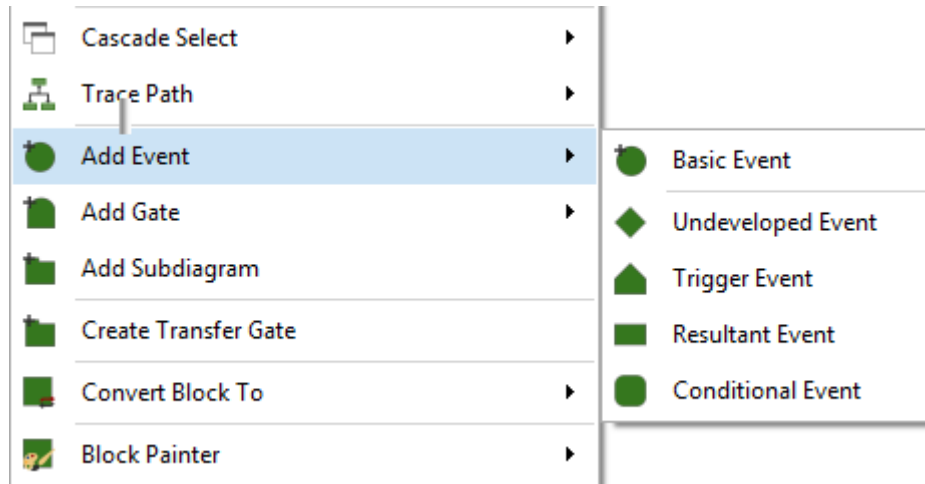 Cascade Select
Trace Path
Add Event
Add Gate
Add Subdiagram
Create Transfer Gate
Convert Block To
Block Painter
Basic Event
Undeveloped Event
Trigger Event
Resultant Event
Conditional Event